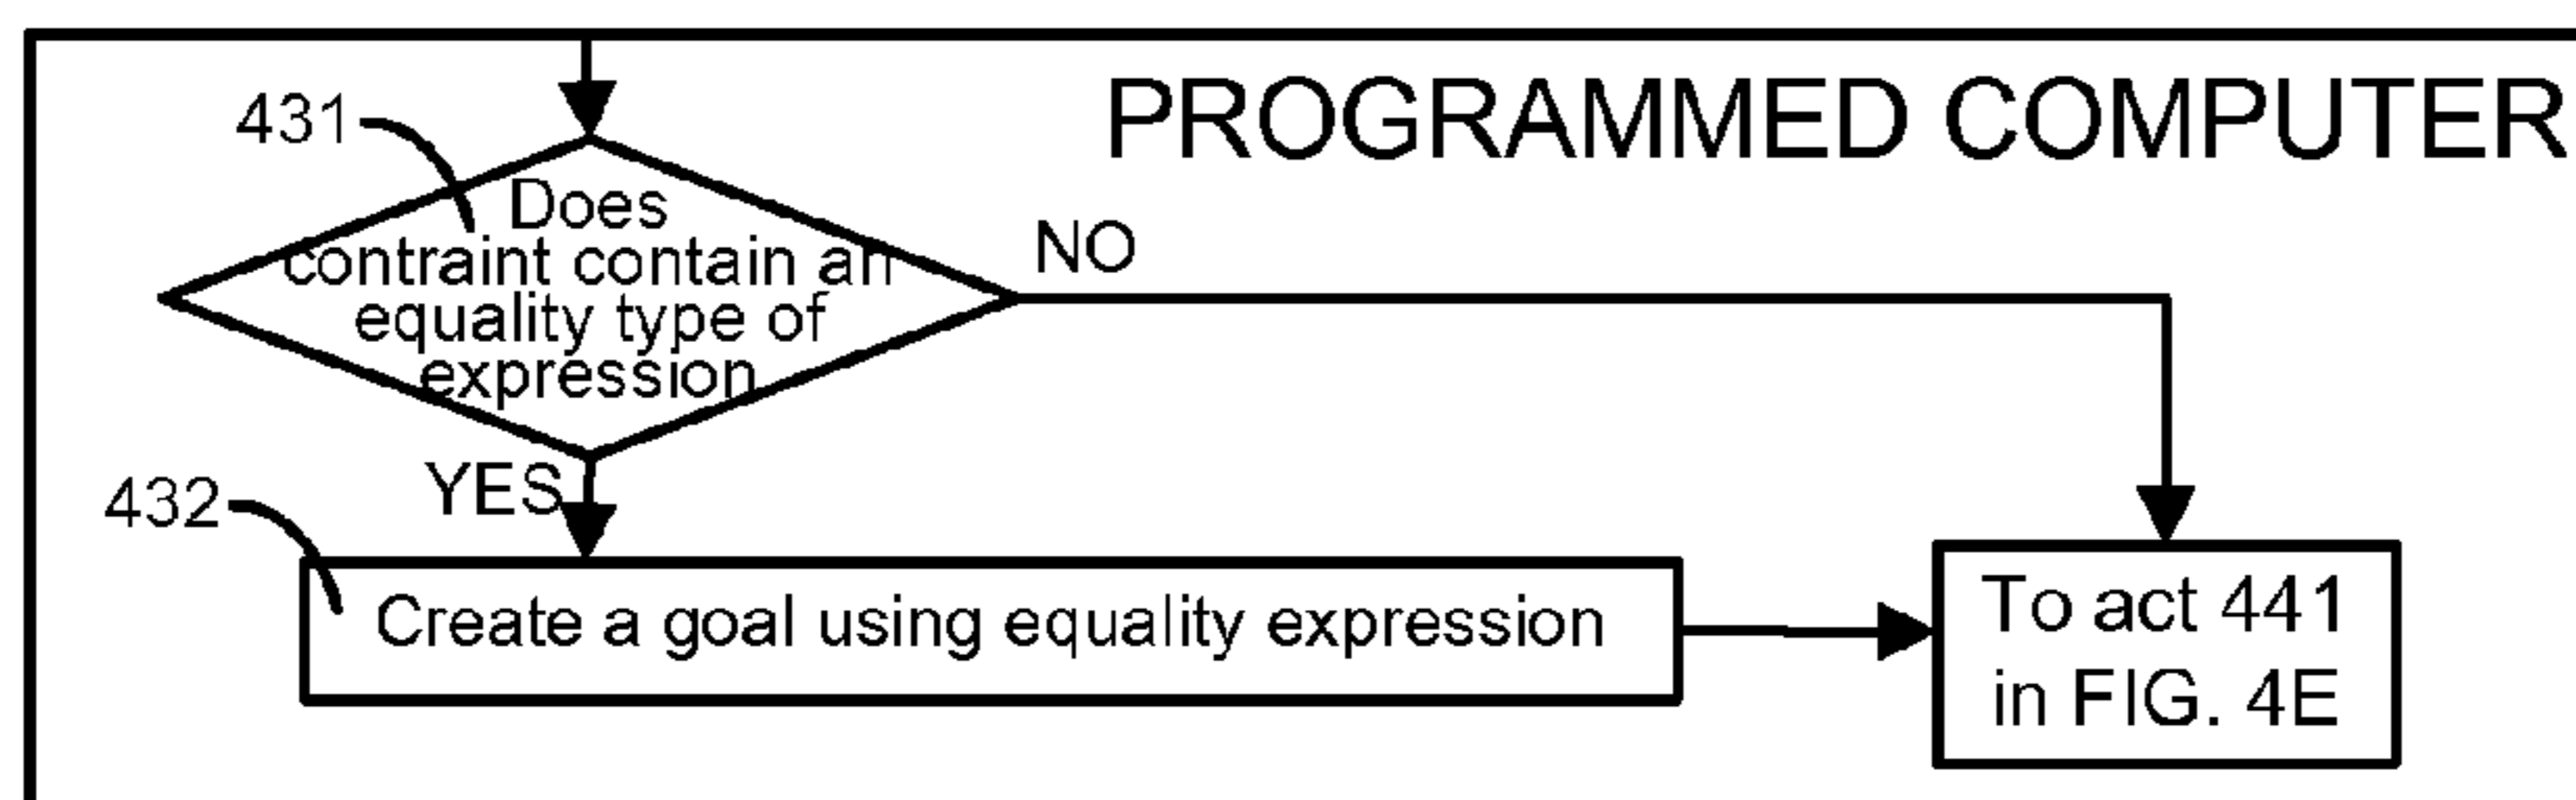 PROGRAMMED COMPUTER
431
Does
contraint contain an
equality type of
expression
NO
YES
432
Create a goal using equality expression
To act 441
in FIG. 4E